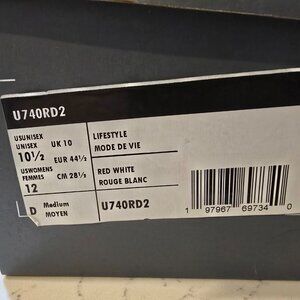 U740RD2
USUNISEX
UNISEX
10½
UK 10
EUR 44½
USWOMENS
FEMMES
12
CM 28½
D
Medium
MOYEN
LIFESTYLE
MODE DE VIE
RED WHITE
ROUGE BLANC
U740RD2
1 97967 69734 0